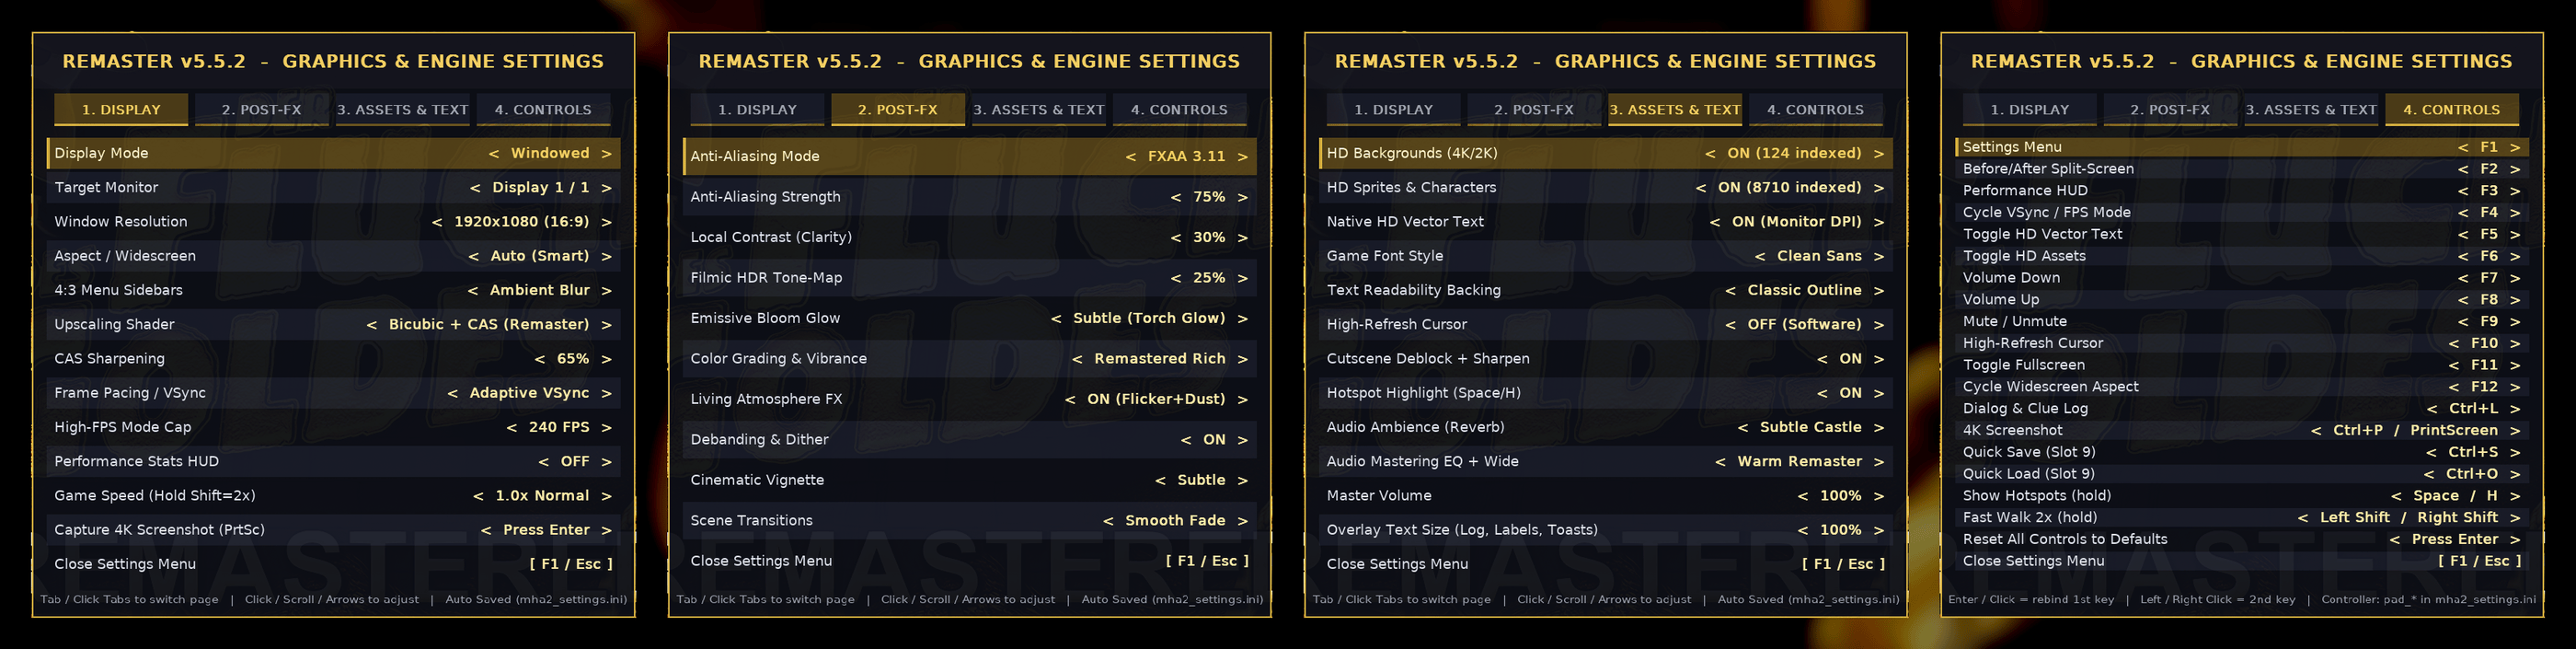 REMASTER v5.5.2 - GRAPHICS & ENGINE SETTINGS
1. DISPLAY 2. POST-FX 3. ASSETS & TEXT 4. CONTROLS
Display Mode < Windowed >
Target Monitor < Display 1 / 1 >
Window Resolution < 1920x1080 (16:9) >
Aspect / Widescreen < Auto (Smart) >
4:3 Menu Sidebars < Ambient Blur >
Upscaling Shader < Bicubic + CAS (Remaster) >
CAS Sharpening < 65% >
Frame Pacing / VSync < Adaptive VSync >
High-FPS Mode Cap < 240 FPS >
Performance Stats HUD < OFF >
Game Speed (Hold Shift=2x) < 1.0x Normal >
Capture 4K Screenshot (PrtSc) < Press Enter >
Close Settings Menu [ F1 / Esc ]
Tab / Click Tabs to switch page | Click / Scroll / Arrows to adjust | Auto Saved (mha2_settings.ini)
REMASTER v5.5.2 - GRAPHICS & ENGINE SETTINGS
1. DISPLAY 2. POST-FX 3. ASSETS & TEXT 4. CONTROLS
Anti-Aliasing Mode < FXAA 3.11 >
Anti-Aliasing Strength < 75% >
Local Contrast (Clarity) < 30% >
Filmic HDR Tone-Map < 25% >
Emissive Bloom Glow < Subtle (Torch Glow) >
Color Grading & Vibrance < Remastered Rich >
Living Atmosphere FX < ON (Flicker+Dust) >
Debanding & Dither < ON >
Cinematic Vignette < Subtle >
Scene Transitions < Smooth Fade >
Close Settings Menu [ F1 / Esc ]
Tab / Click Tabs to switch page | Click / Scroll / Arrows to adjust | Auto Saved (mha2_settings.ini)
REMASTER v5.5.2 - GRAPHICS & ENGINE SETTINGS
1. DISPLAY 2. POST-FX 3. ASSETS & TEXT 4. CONTROLS
HD Backgrounds (4K/2K) < ON (124 indexed) >
HD Sprites & Characters < ON (8710 indexed) >
Native HD Vector Text < ON (Monitor DPI) >
Game Font Style < Clean Sans >
Text Readability Backing < Classic Outline >
High-Refresh Cursor < OFF (Software) >
Cutscene Deblock + Sharpen < ON >
Hotspot Highlight (Space/H) < ON >
Audio Ambience (Reverb) < Subtle Castle >
Audio Mastering EQ + Wide < Warm Remaster >
Master Volume < 100% >
Overlay Text Size (Log, Labels, Toasts) < 100% >
Close Settings Menu [ F1 / Esc ]
Tab / Click Tabs to switch page | Click / Scroll / Arrows to adjust | Auto Saved (mha2_settings.ini)
REMASTER v5.5.2 - GRAPHICS & ENGINE SETTINGS
1. DISPLAY 2. POST-FX 3. ASSETS & TEXT 4. CONTROLS
Settings Menu < F1 >
Before/After Split-Screen < F2 >
Performance HUD < F3 >
Cycle VSync / FPS Mode < F4 >
Toggle HD Vector Text < F5 >
Toggle HD Assets < F6 >
Volume Down < F7 >
Volume Up < F8 >
Mute / Unmute < F9 >
High-Refresh Cursor < F10 >
Toggle Fullscreen < F11 >
Cycle Widescreen Aspect < F12 >
Dialog & Clue Log < Ctrl+L >
4K Screenshot < Ctrl+P / PrintScreen >
Quick Save (Slot 9) < Ctrl+S >
Quick Load (Slot 9) < Ctrl+O >
Show Hotspots (hold) < Space / H >
Fast Walk 2x (hold) < Left Shift / Right Shift >
Reset All Controls to Defaults < Press Enter >
Close Settings Menu [ F1 / Esc ]
Enter / Click = rebind 1st key | Left / Right Click = 2nd key | Controller: pad_* in mha2_settings.ini